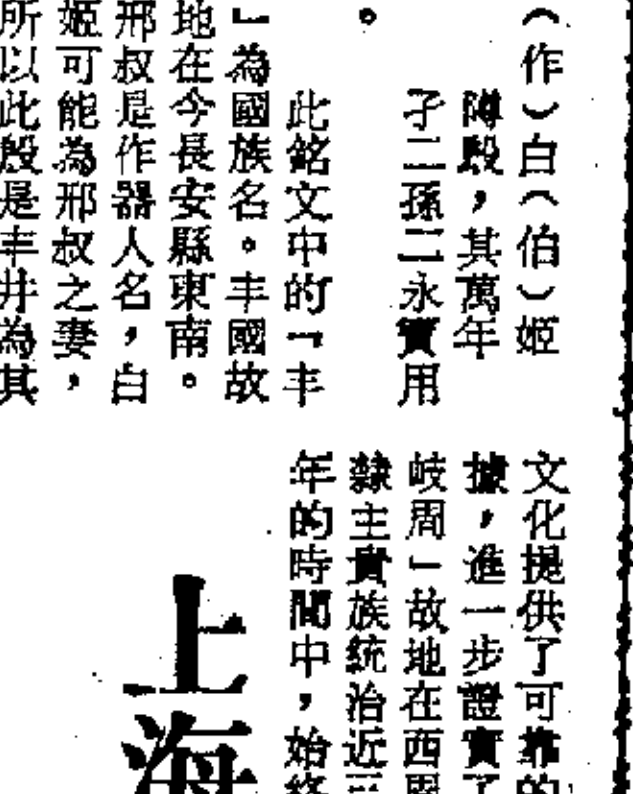 （作）白（伯）姬
障毁，其萬年
子二孫二永寶用
。
此銘文中的「丰
」為國族名。丰國故
地在今長安縣東南。
邢叔是作器人名，白
姬可能為邢叔之妻，
所以此毁是丰井為其
文化提供了可靠的
據，進一步證實了
岐周」故地在西周
隸主貴族統治近三
年的時間中，始終
上海